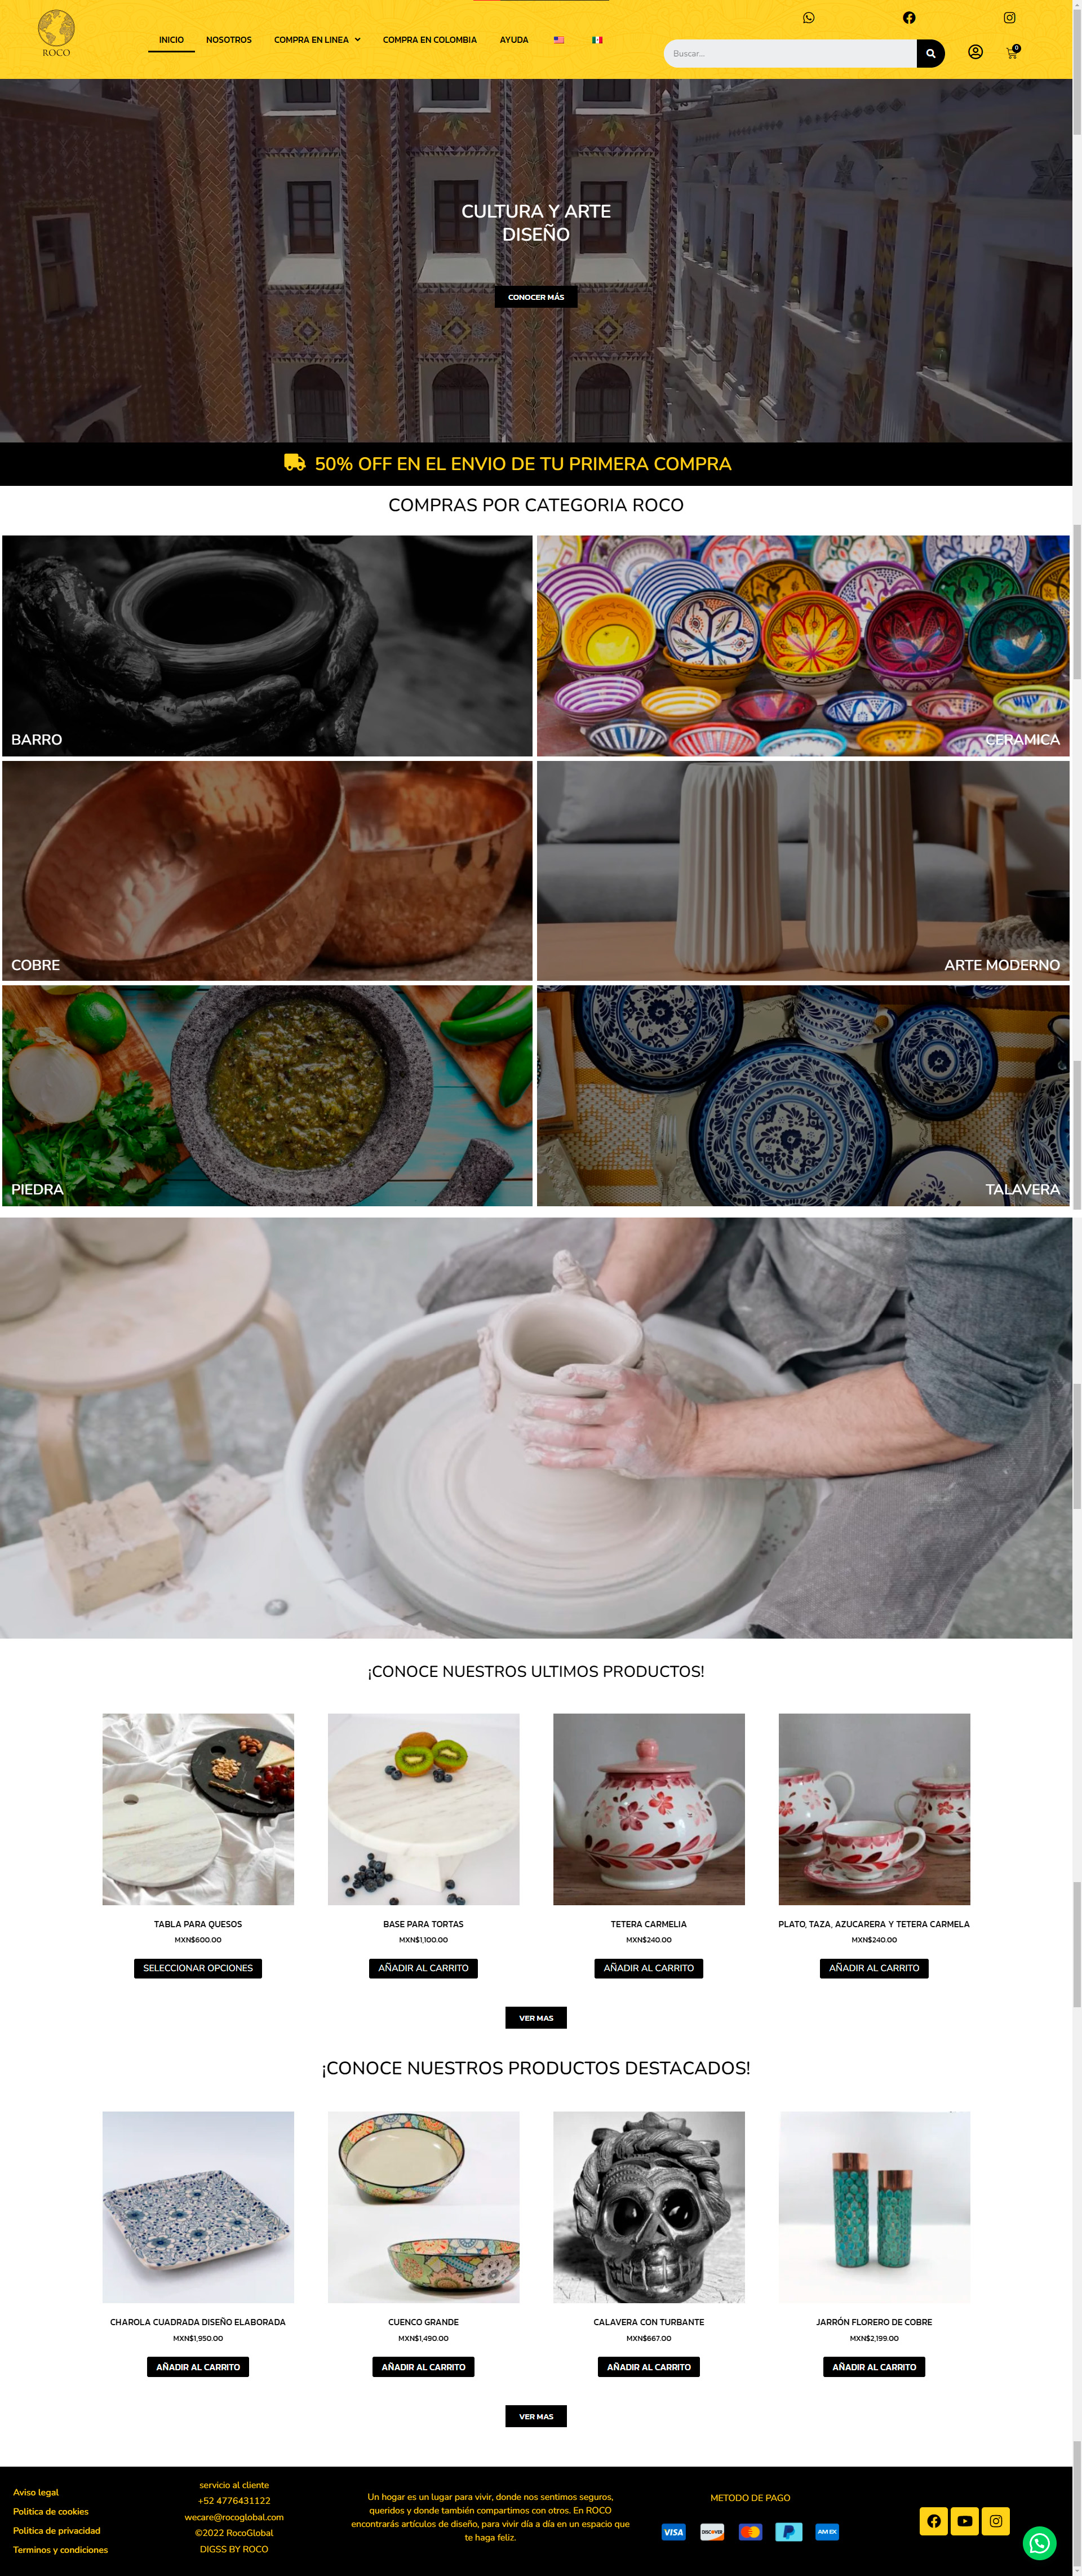 ROCO
INICIO
NOSOTROS
COMPRA EN LINEA
COMPRA EN COLOMBIA
AYUDA
Buscar...
0
CULTURA Y ARTE
DISEÑO
CONOCER MÁS
50% OFF EN EL ENVIO DE TU PRIMERA COMPRA
COMPRAS POR CATEGORIA ROCO
BARRO
CERAMICA
COBRE
ARTE MODERNO
PIEDRA
TALAVERA
¡CONOCE NUESTROS ULTIMOS PRODUCTOS!
TABLA PARA QUESOS
MXN$600.00
SELECCIONAR OPCIONES
BASE PARA TORTAS
MXN$1,100.00
AÑADIR AL CARRITO
TETERA CARMELIA
MXN$240.00
AÑADIR AL CARRITO
PLATO, TAZA, AZUCARERA Y TETERA CARMELA
MXN$240.00
AÑADIR AL CARRITO
VER MAS
¡CONOCE NUESTROS PRODUCTOS DESTACADOS!
CHAROLA CUADRADA DISEÑO ELABORADA
MXN$1,950.00
AÑADIR AL CARRITO
CUENCO GRANDE
MXN$1,490.00
AÑADIR AL CARRITO
CALAVERA CON TURBANTE
MXN$667.00
AÑADIR AL CARRITO
JARRÓN FLORERO DE COBRE
MXN$2,199.00
AÑADIR AL CARRITO
VER MAS
Aviso legal
Politica de cookies
Politica de privacidad
Terminos y condiciones
servicio al cliente
+52 4776431122
wecare@rocoglobal.com
©2022 RocoGlobal
DIGSS BY ROCO
Un hogar es un lugar para vivir, donde nos sentimos seguros,
queridos y donde también compartimos con otros. En ROCO
encontrarás artículos de diseño, para vivir día a día en un espacio que
te haga feliz.
METODO DE PAGO
VISA
DISCOVER
MasterCard
PayPal
AM EX